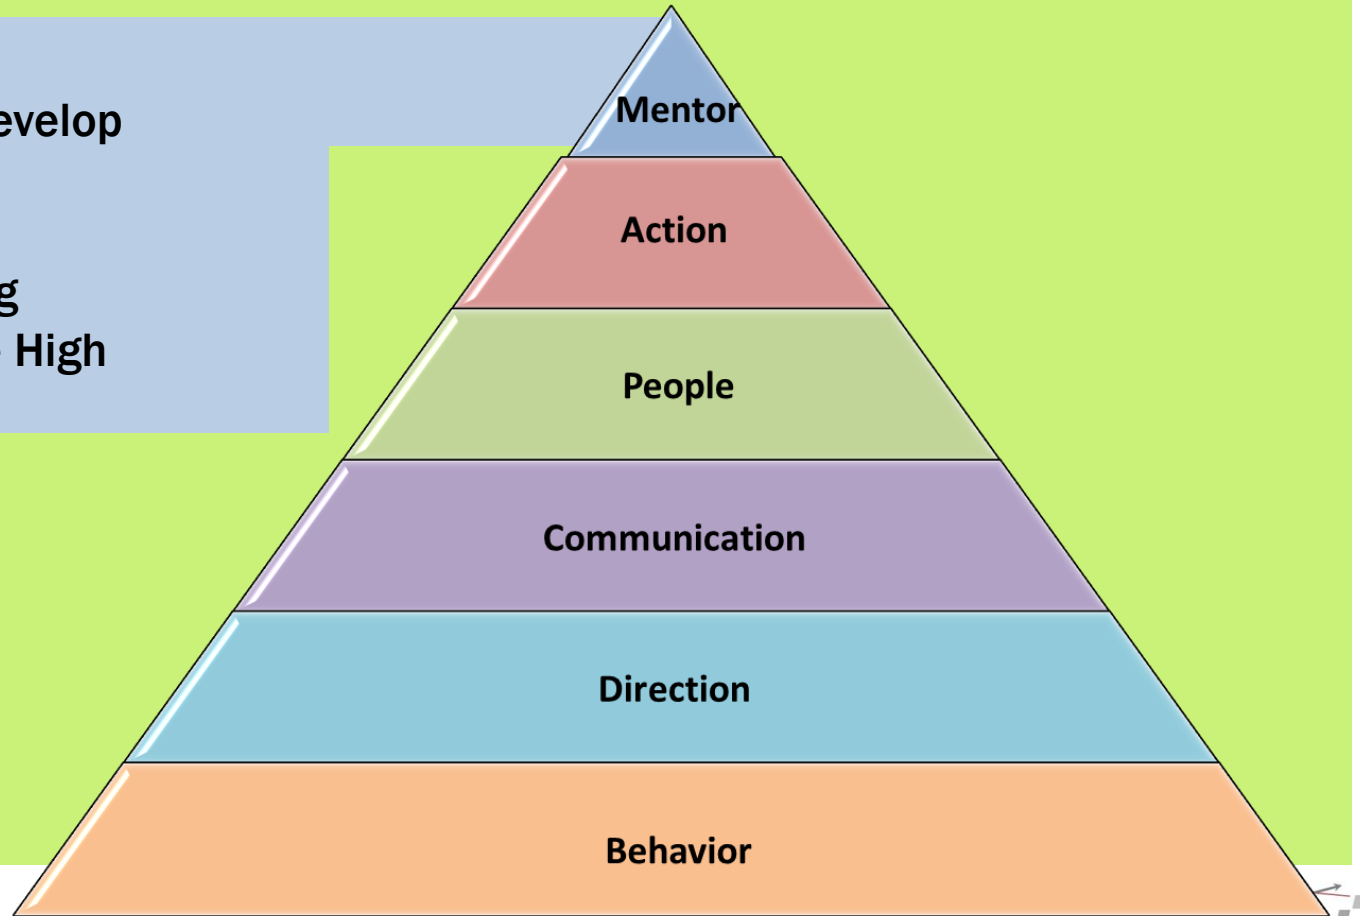 evelop
g
High
Mentor
Action
People
Communication
Direction
Behavior